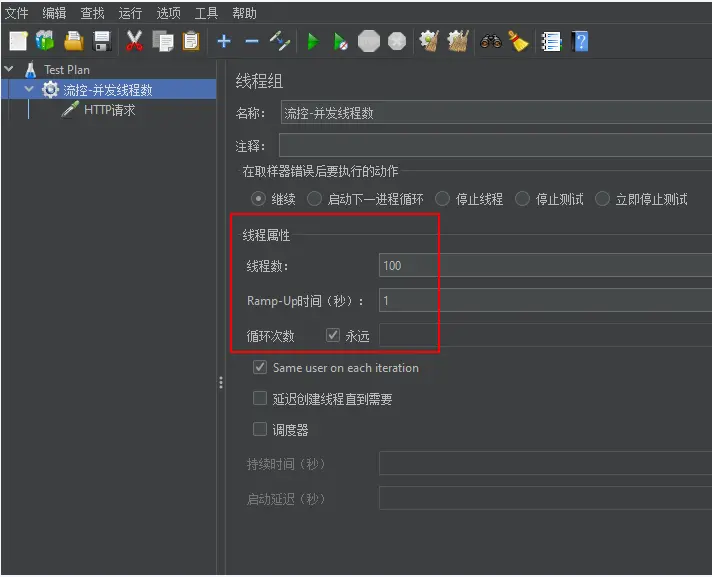 文件 编辑 查找 运行 选项 工具 帮助
Test Plan
流控-并发线程数
HTTP请求
线程组
名称： 流控-并发线程数
注释：
在取样器错误后要执行的动作
继续 启动下一进程循环 停止线程 停止测试 立即停止测试
线程属性
线程数： 100
Ramp-Up时间（秒）： 1
循环次数 永远
Same user on each iteration
延迟创建线程直到需要
调度器
持续时间（秒）
启动延迟（秒）